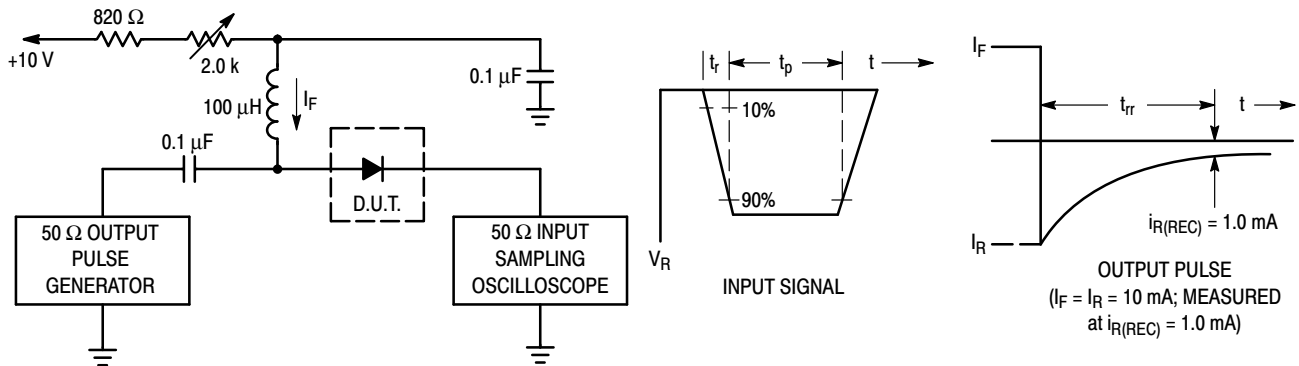 820 Ω
+10 V
2.0 k
100 μH
I_F
0.1 μF
0.1 μF
D.U.T.
50 Ω OUTPUT
PULSE
GENERATOR
50 Ω INPUT
SAMPLING
OSCILLOSCOPE
t_r
t_p
t
10%
90%
V_R
INPUT SIGNAL
I_F
t_rr
t
I_R
i_R(REC) = 1.0 mA
OUTPUT PULSE
(I_F = I_R = 10 mA; MEASURED
at i_R(REC) = 1.0 mA)